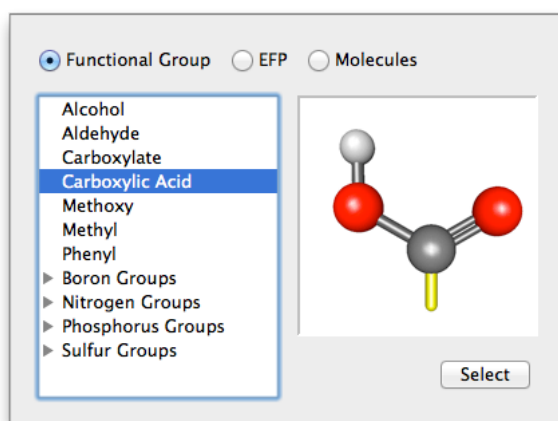 Functional Group EFP Molecules
Alcohol
Aldehyde
Carboxylate
Carboxylic Acid
Methoxy
Methyl
Phenyl
Boron Groups
Nitrogen Groups
Phosphorus Groups
Sulfur Groups
Select